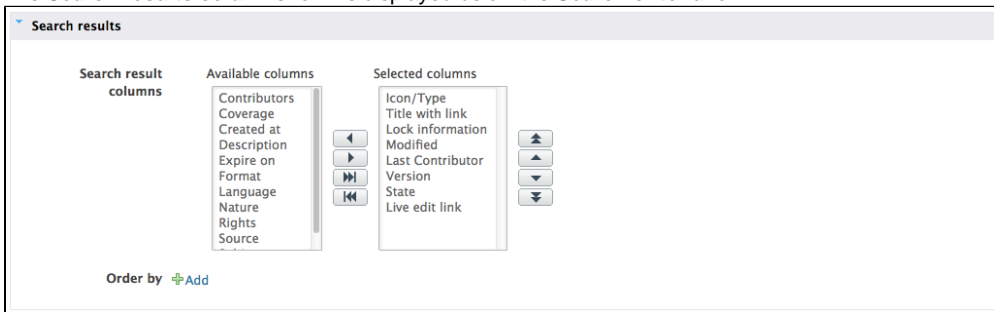 Search results
Search result
columns
Available columns
Contributors
Coverage
Created at
Description
Expire on
Format
Language
Nature
Rights
Source
Selected columns
Icon/Type
Title with link
Lock information
Modified
Last Contributor
Version
State
Live edit link
Order by Add